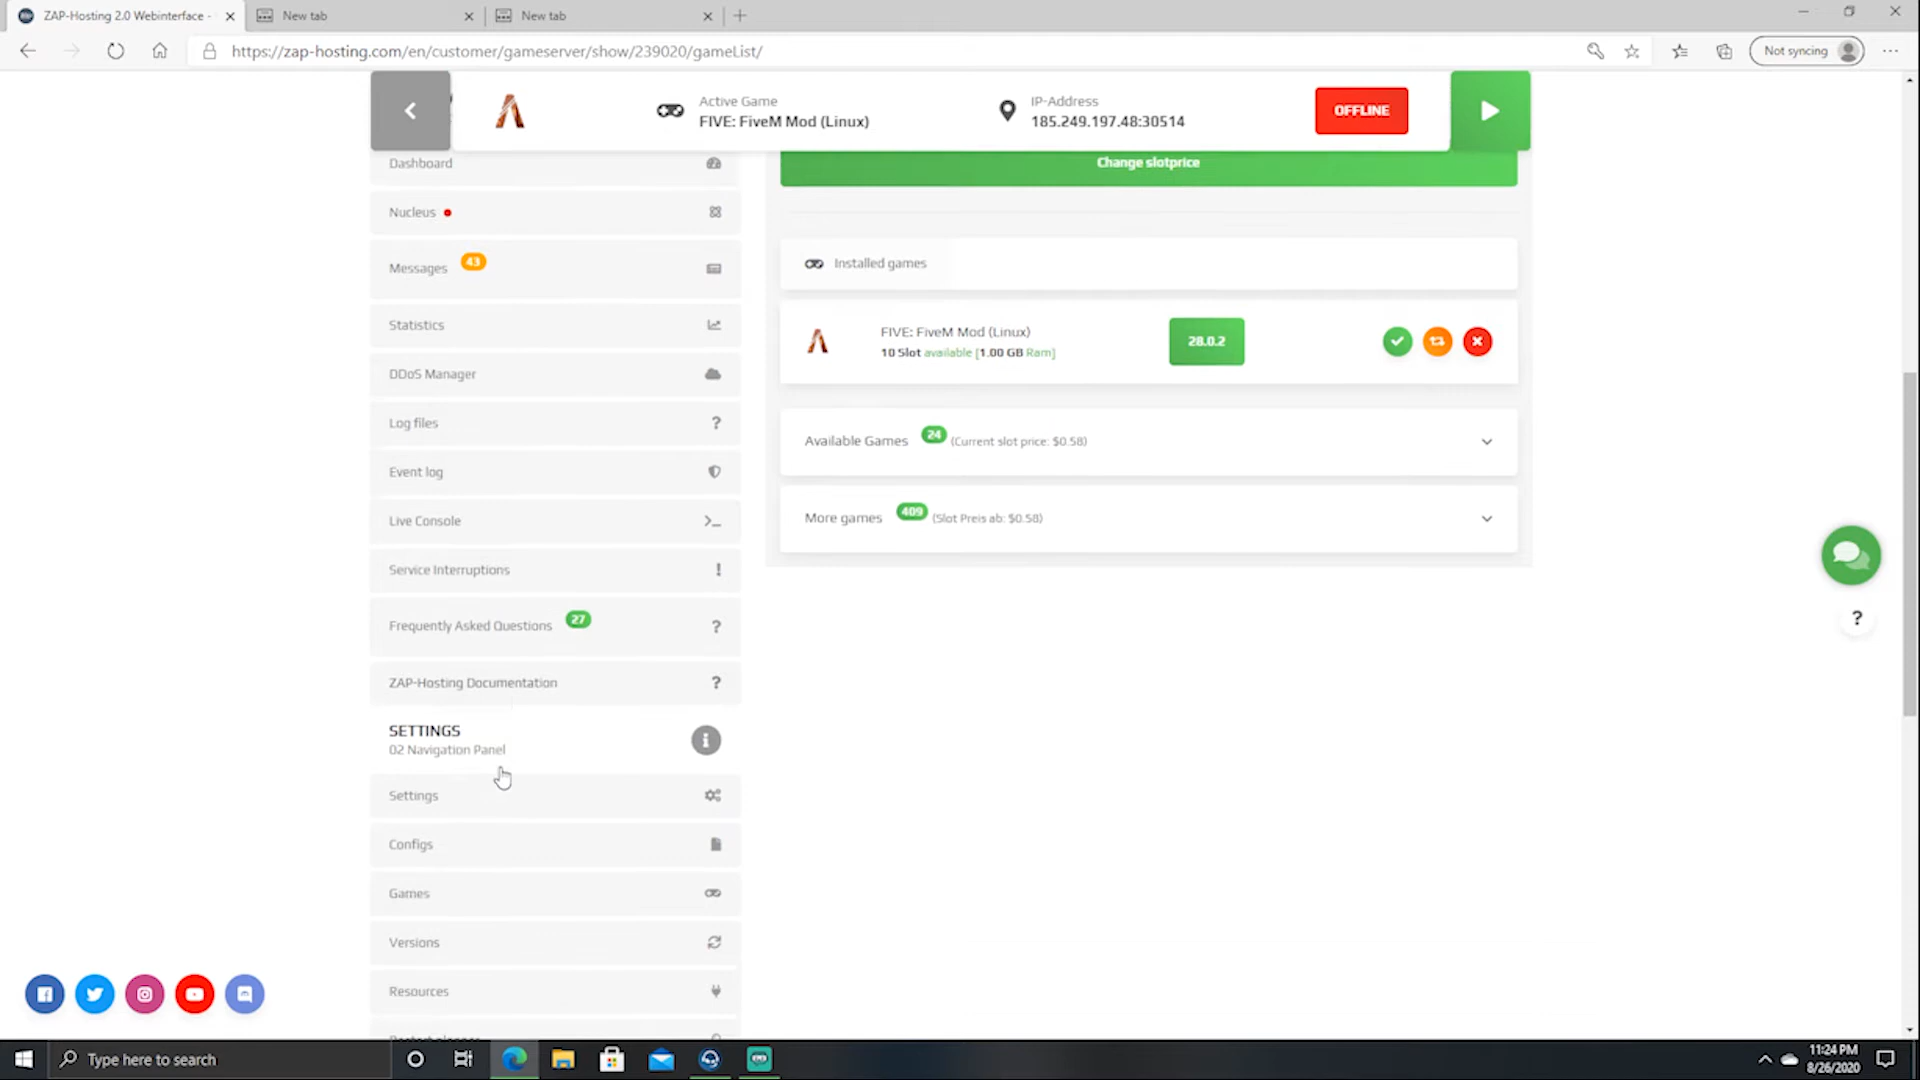 ZAP-Hosting 2.0 Webinterface -
New tab
New tab
https://zap-hosting.com/en/customer/gameserver/show/239020/gameList/
Not syncing
Active Game
FIVE: FiveM Mod (Linux)
IP-Address
185.249.197.48:30514
OFFLINE
Dashboard
Nucleus
Messages 43
Statistics
DDoS Manager
Log files
Event log
Live Console
Service Interruptions
Frequently Asked Questions 27
ZAP-Hosting Documentation
SETTINGS
02 Navigation Panel
Settings
Configs
Games
Versions
Resources
Change slotprice
Installed games
FIVE: FiveM Mod (Linux)
10 Slot available [1.00 GB Ram]
28.0.2
Available Games 24 (Current slot price: $0.58)
More games 409 (Slot Preis ab: $0.58)
?
Type here to search
11:24 PM
8/26/2020